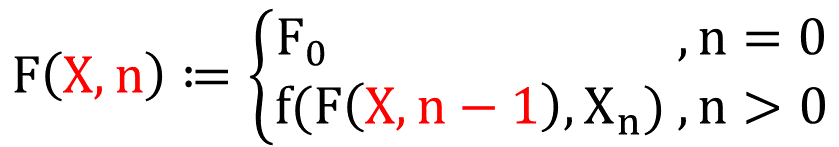 F(X, n) := { F₀ , n = 0
f(F(X, n − 1), Xₙ) , n > 0